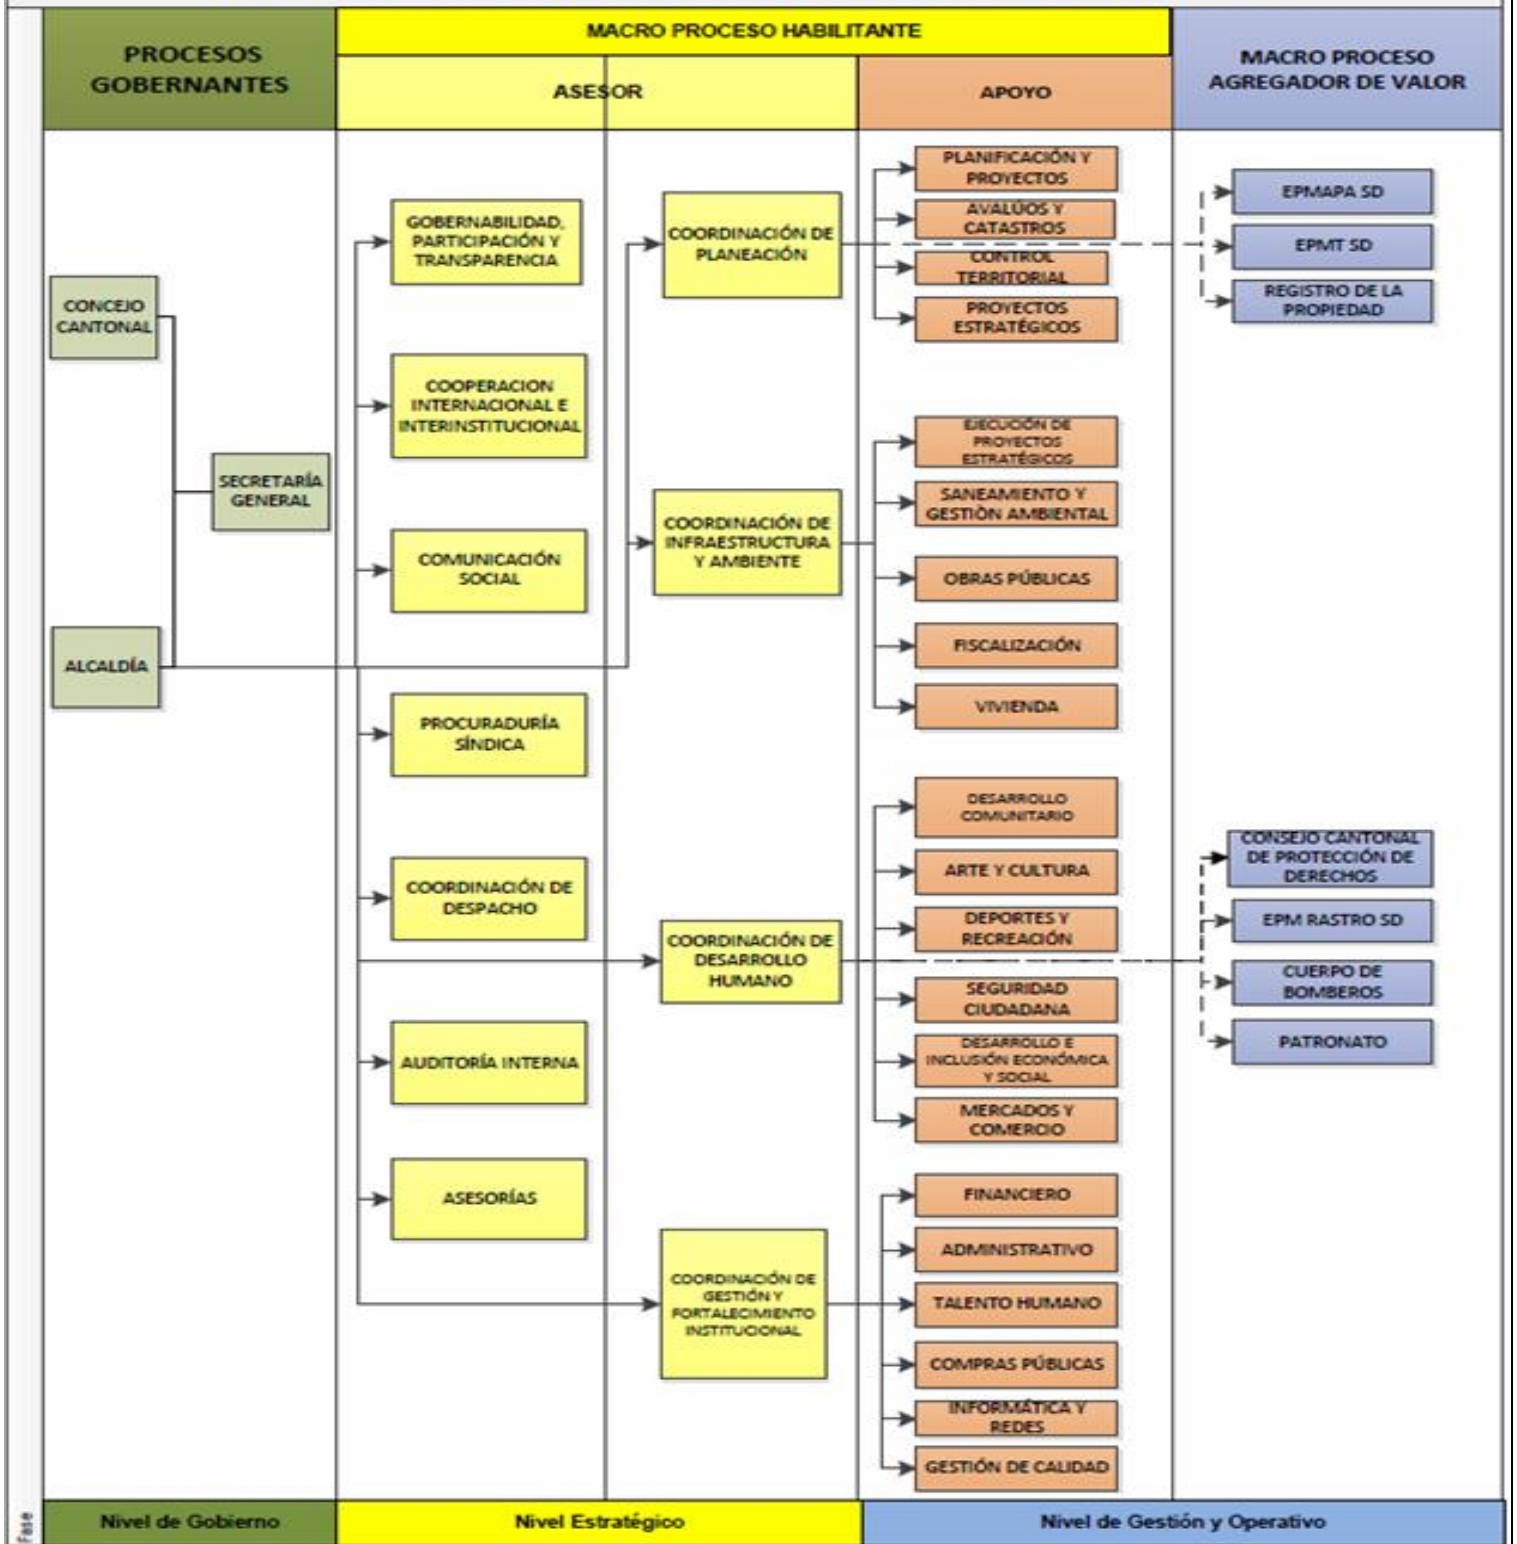 PROCESOS
GOBERNANTES
MACRO PROCESO HABILITANTE
ASESOR
APOYO
MACRO PROCESO
AGREGADOR DE VALOR
CONCEJO
CANTONAL
SECRETARÍA
GENERAL
ALCALDÍA
GOBERNABILIDAD,
PARTICIPACIÓN Y
TRANSPARENCIA
COOPERACION
INTERNACIONAL E
INTERINSTITUCIONAL
COMUNICACIÓN
SOCIAL
PROCURADURÍA
SÍNDICA
COORDINACIÓN DE
DESPACHO
AUDITORÍA INTERNA
ASESORÍAS
COORDINACIÓN DE
PLANEACIÓN
COORDINACIÓN DE
INFRAESTRUCTURA
Y AMBIENTE
COORDINACIÓN DE
DESARROLLO
HUMANO
COORDINACIÓN DE
GESTIÓN Y
FORTALECIMIENTO
INSTITUCIONAL
PLANIFICACIÓN Y
PROYECTOS
AVALÚOS Y
CATASTROS
CONTROL
TERRITORIAL
PROYECTOS
ESTRATÉGICOS
EJECUCIÓN DE
PROYECTOS
ESTRATÉGICOS
SANEAMIENTO Y
GESTIÒN AMBIENTAL
OBRAS PÚBLICAS
FISCALIZACIÓN
VIVIENDA
DESARROLLO
COMUNITARIO
ARTE Y CULTURA
DEPORTES Y
RECREACIÓN
SEGURIDAD
CIUDADANA
DESARROLLO E
INCLUSIÓN ECONÓMICA
Y SOCIAL
MERCADOS Y
COMERCIO
FINANCIERO
ADMINISTRATIVO
TALENTO HUMANO
COMPRAS PÚBLICAS
INFORMÁTICA Y
REDES
GESTIÓN DE CALIDAD
EPMAPA SD
EPMT SD
REGISTRO DE LA
PROPIEDAD
CONSEJO CANTONAL
DE PROTECCIÓN DE
DERECHOS
EPM RASTRO SD
CUERPO DE
BOMBEROS
PATRONATO
Fase
Nivel de Gobierno
Nivel Estratégico
Nivel de Gestión y Operativo